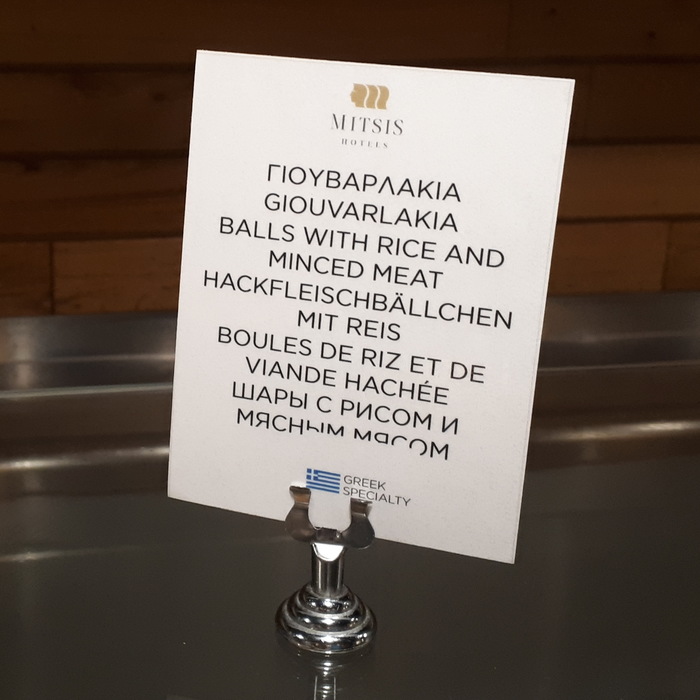 MITSIS
HOTELS
ΓΙΟΥΒΑΡΛΑΚΙΑ
GIOUVARLAKIA
BALLS WITH RICE AND
MINCED MEAT
HACKFLEISCHBÄLLCHEN
MIT REIS
BOULES DE RIZ ET DE
VIANDE HACHÉE
ШАРЫ С РИСОМ И
МЯСНЫМ МЯСОМ
GREEK
SPECIALTY